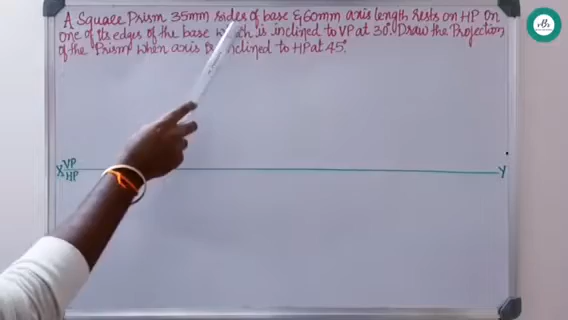 A Square Prism 35mm sides of base & 60mm axis length rests on HP on
one of its edges of the base which is inclined to VP at 30°. Draw the Projection
of the Prism when axis is inclined to HP at 45°.
X VP Y
HP